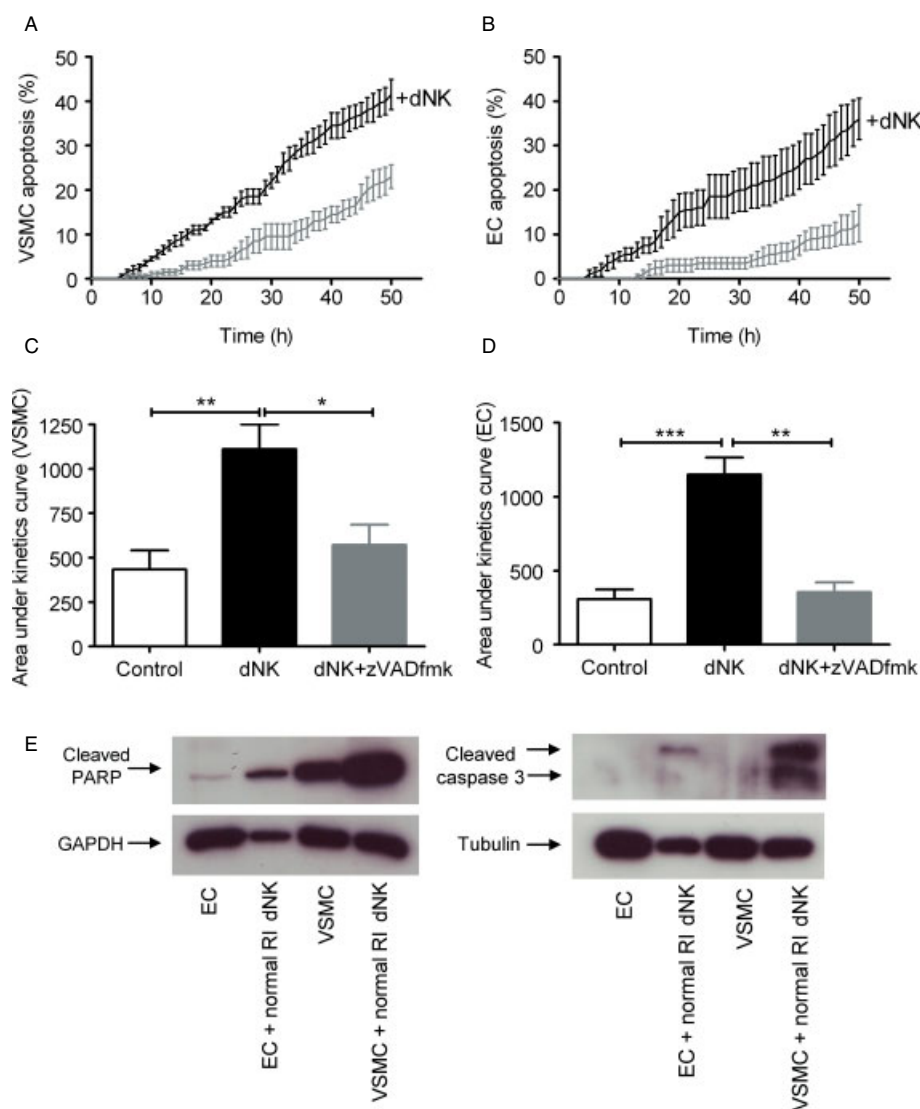 A
VSMC apoptosis (%)
50
40
30
20
10
0
0 10 20 30 40 50
+dNK
Time (h)
B
EC apoptosis (%)
50
40
30
20
10
0
0 10 20 30 40 50
+dNK
Time (h)
C
Area under kinetics curve (VSMC)
1250
1000
750
500
250
0
** *
Control dNK dNK+zVADfmk
D
Area under kinetics curve (EC)
1500
1000
500
0
*** **
Control dNK dNK+zVADfmk
E
Cleaved
PARP
GAPDH
EC
EC + normal RI dNK
VSMC
VSMC + normal RI dNK
Cleaved
caspase 3
Tubulin
EC
EC + normal RI dNK
VSMC
VSMC + normal RI dNK